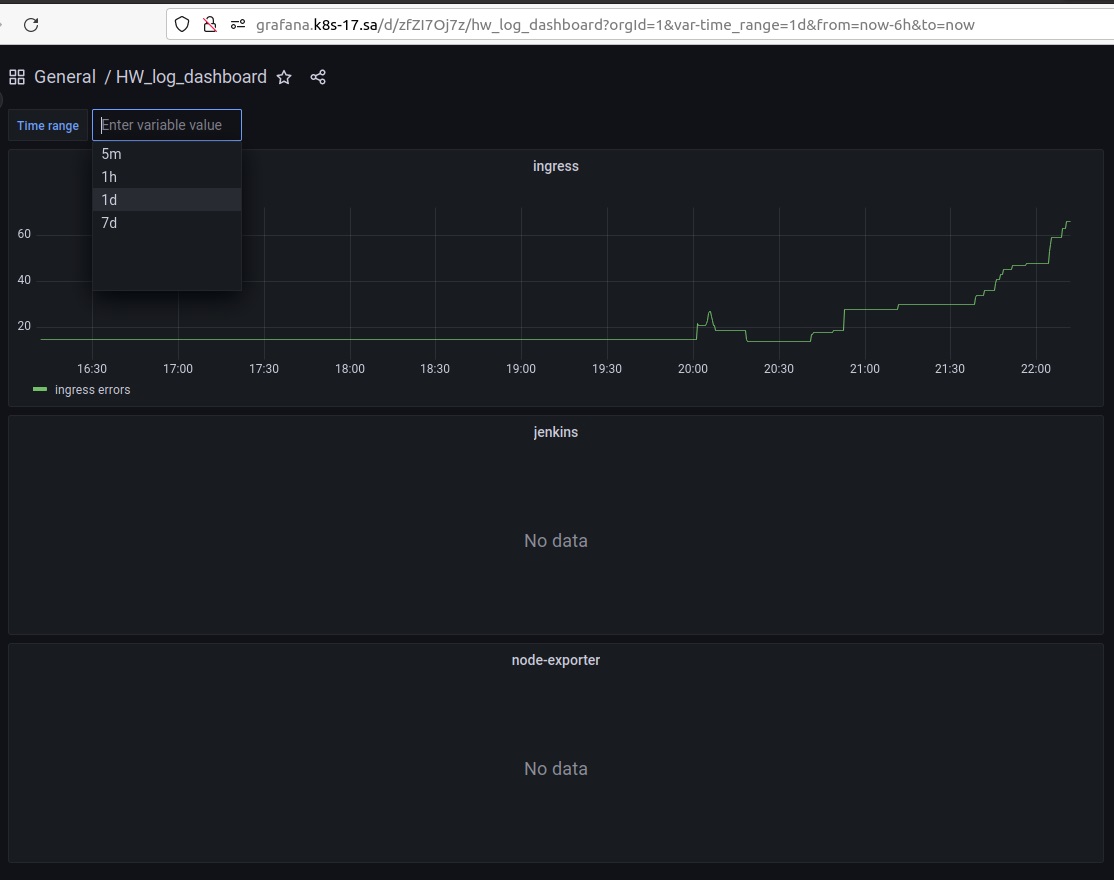 grafana.k8s-17.sa/d/zfZI7Oj7z/hw_log_dashboard?orgId=1&var-time_range=1d&from=now-6h&to=now
General / HW_log_dashboard
Time range
Enter variable value
5m
1h
1d
7d
ingress
60
40
20
16:30 17:00 17:30 18:00 18:30 19:00 19:30 20:00 20:30 21:00 21:30 22:00
ingress errors
jenkins
No data
node-exporter
No data